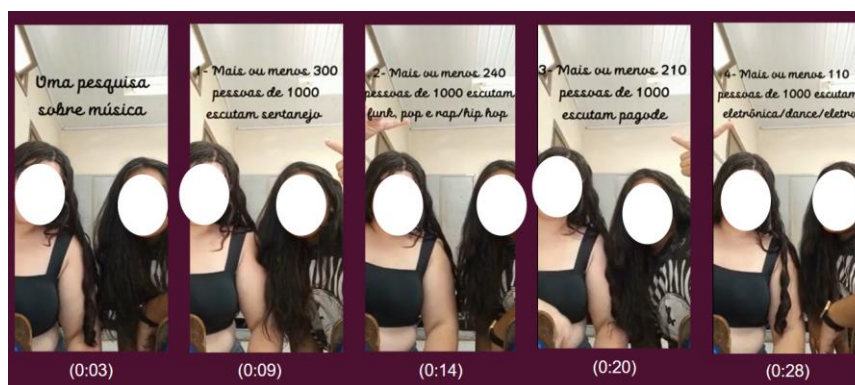 Uma pesquisa
sobre música
1- Mais ou menos 300
pessoas de 1000
escutam sertanejo
2- Mais ou menos 240
pessoas de 1000 escutam
funk, pop e rap/hip hop
3- Mais ou menos 210
pessoas de 1000
escutam pagode
4- Mais ou menos 110
pessoas de 1000 escutam
eletrônica/dance/eletro
(0:03)
(0:09)
(0:14)
(0:20)
(0:28)